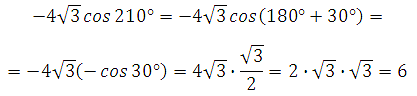 −4√3 cos 210° = −4√3 cos(180° + 30°) =
= −4√3(− cos 30°) = 4√3 · √3/2 = 2 · √3 · √3 = 6